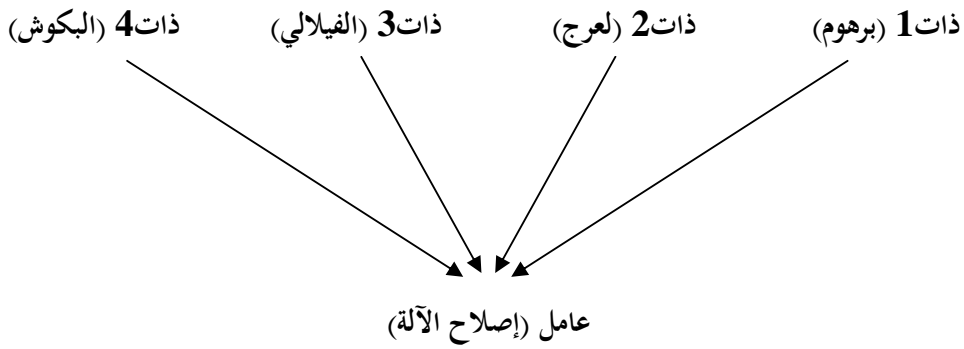 ذات1 (برهوم) ذات2 (لعرج) ذات3 (الفيلالي) ذات4 (البكوش)
عامل (إصلاح الآلة)